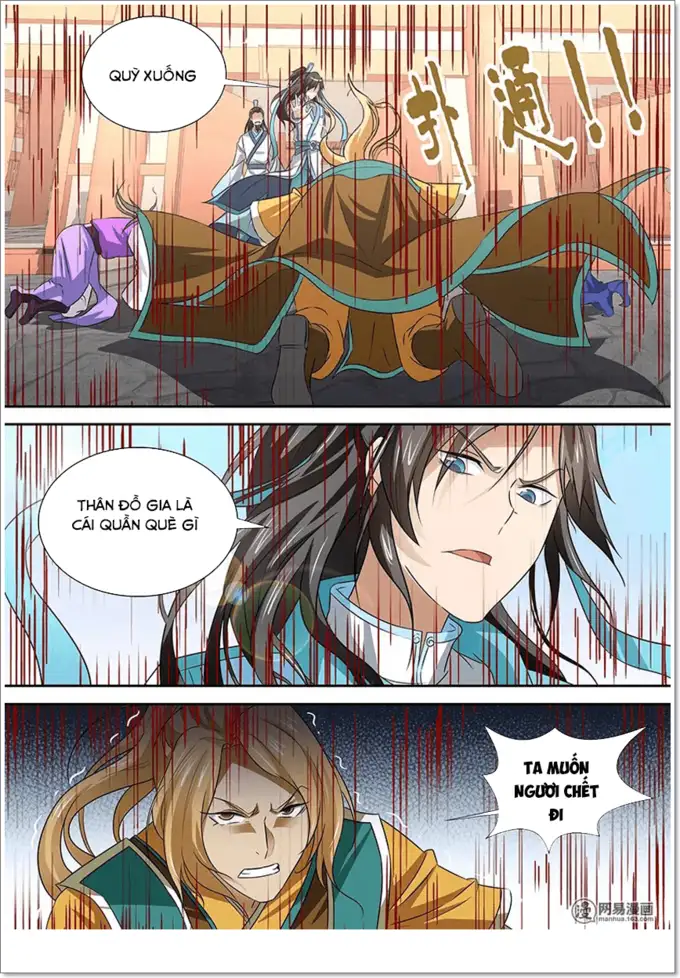 QUỲ XUỐNG
扑通!!
THÂN ĐỒ GIA LÀ
CÁI QUẦN QUÈ GÌ
TA MUỐN
NGƯƠI CHẾT
ĐI
网易漫画
manhua.163.com